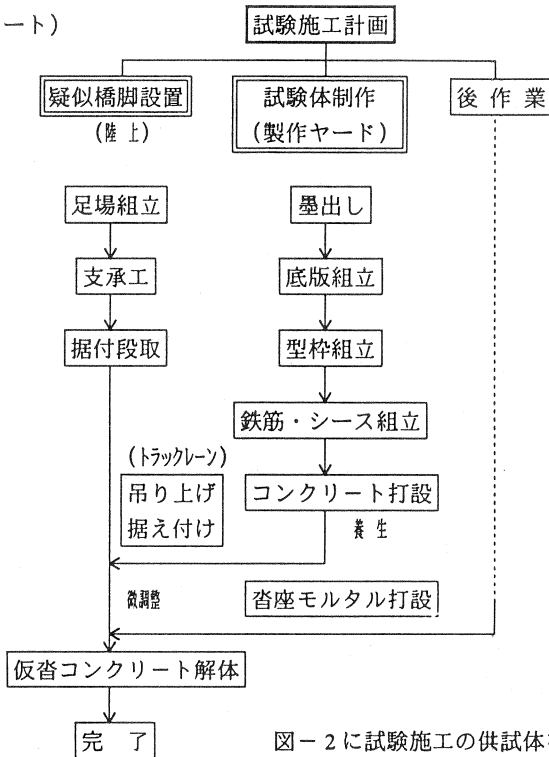 ート)
試験施工計画
疑似橋脚設置
(陸上)
試験体制作
(製作ヤード)
後作業
足場組立
墨出し
支承工
底版組立
据付段取
型枠組立
鉄筋・シース組立
(トラックレーン)
吊り上げ
据え付け
コンクリート打設
養生
微調整
沓座モルタル打設
仮沓コンクリート解体
完了
図-2に試験施工の供試体